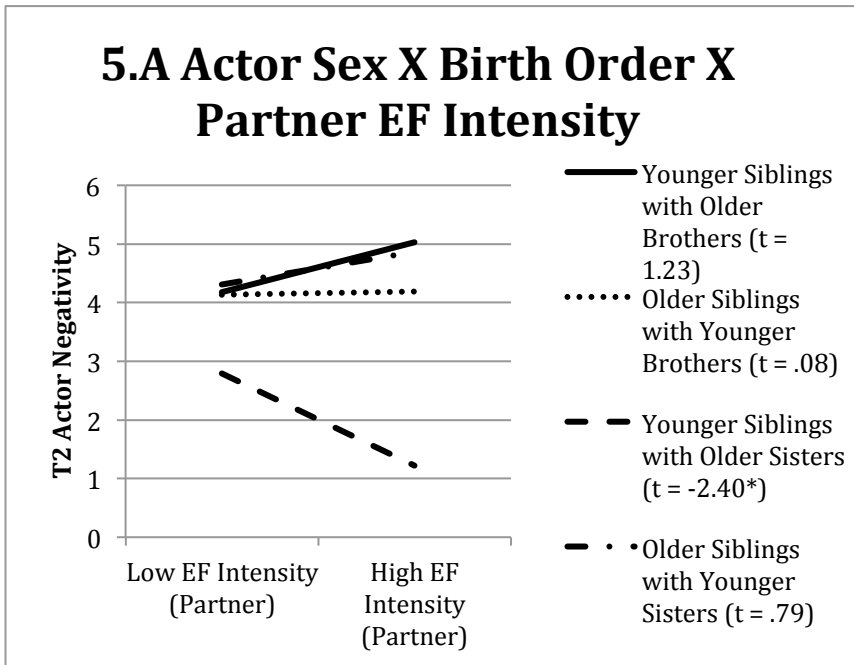 5.A Actor Sex X Birth Order X
Partner EF Intensity
T2 Actor Negativity
6
5
4
3
2
1
0
Low EF Intensity
(Partner)
High EF
Intensity
(Partner)
Younger Siblings
with Older
Brothers (t =
1.23)
Older Siblings
with Younger
Brothers (t = .08)
Younger Siblings
with Older Sisters
(t = -2.40*)
Older Siblings
with Younger
Sisters (t = .79)